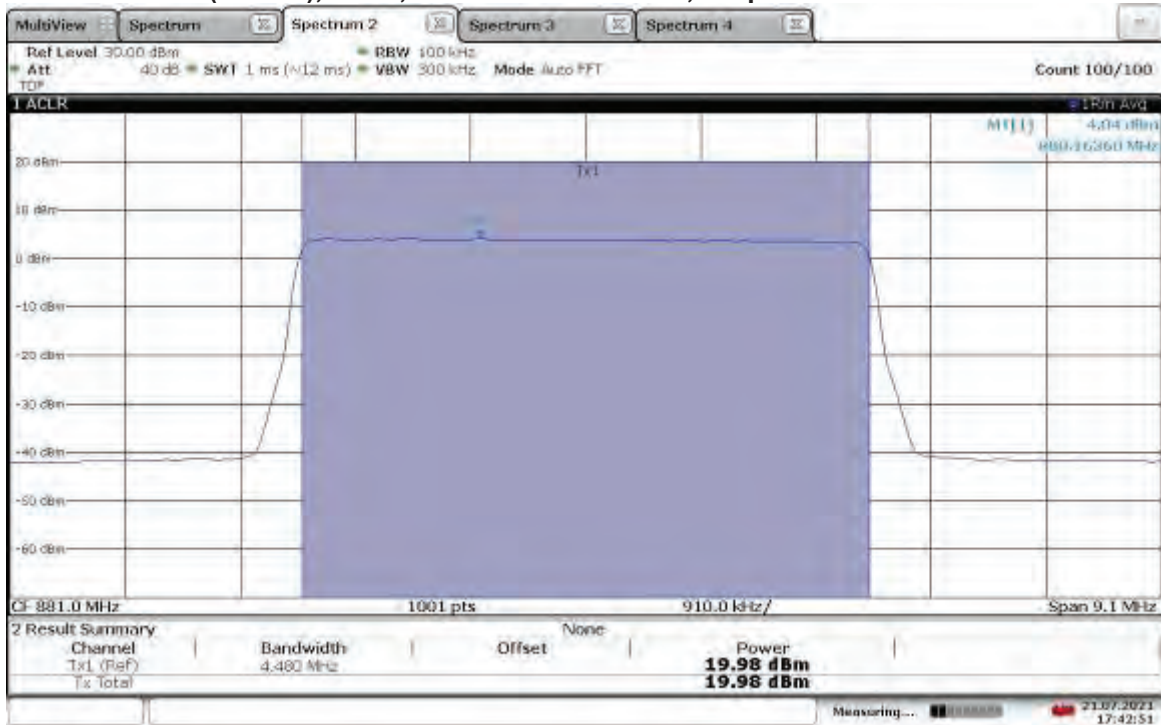 MultiView Spectrum Spectrum 2 Spectrum 3 Spectrum 4
Ref Level 30.00 dBm RBW 100 kHz
Att 40 dB SWT 1 ms (~12 ms) VBW 300 kHz Mode Auto FFT Count 100/100
TDF
1 ACLR 1Rm Avg
M1[1] 4.04 dBm
880.16360 MHz
20 dBm
Tx1
10 dBm
0 dBm
-10 dBm
-20 dBm
-30 dBm
-40 dBm
-50 dBm
-60 dBm
CF 881.0 MHz 1001 pts 910.0 kHz/ Span 9.1 MHz
2 Result Summary None
Channel Bandwidth Offset Power
Tx1 (Ref) 4.480 MHz 19.98 dBm
Tx Total 19.98 dBm
Measuring... 21.07.2021
17:42:51